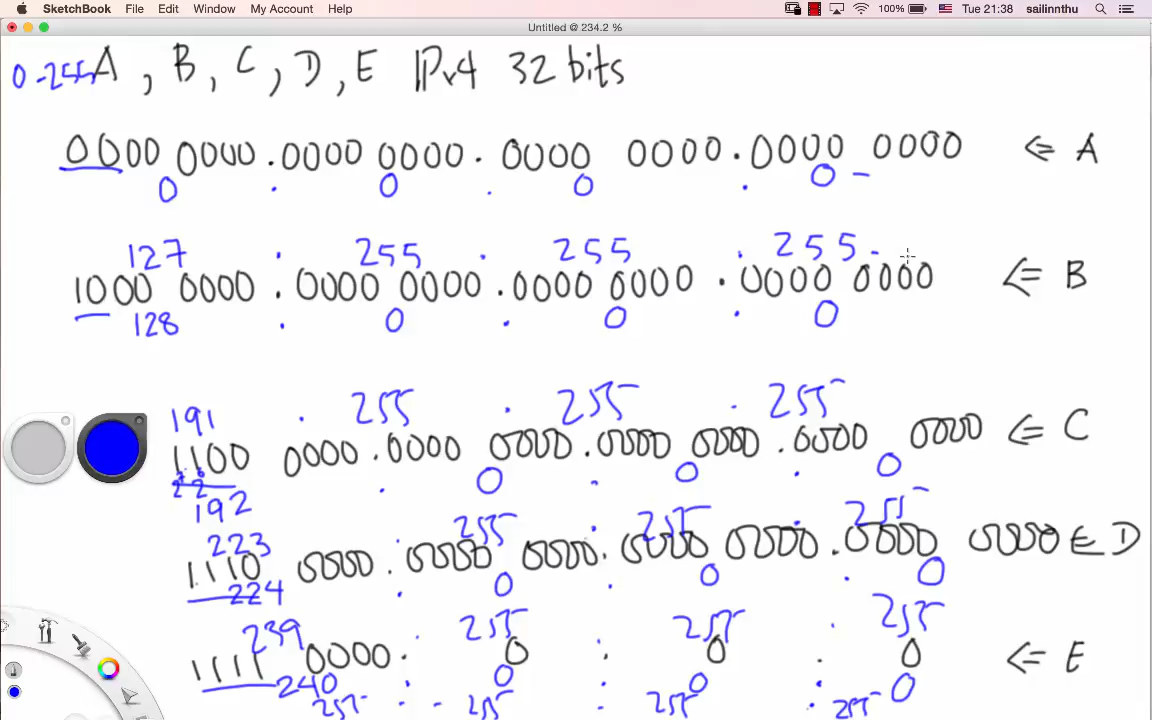 SketchBook File Edit Window My Account Help 100% Tue 21:38 sailinnthu
Untitled @ 234.2 %
0-255 A, B, C, D, E IPv4 32 bits
0000 0000 . 0000 0000 . 0000 0000 . 0000 0000 <= A
0 . 0 . 0 . 0 -
127 . 255 . 255 . 255 -
1000 0000 . 0000 0000 . 0000 0000 . 0000 0000 <= B
128 . 0 . 0 . 0
191 . 255 . 255 . 255
1100 0000 . 0000 0000 . 0000 0000 . 0000 0000 <= C
192 . 0 . 0 . 0
223 . 255 . 255 . 255
1110 0000 . 0000 0000 . 0000 0000 . 0000 0000 <= D
224 . 0 . 0 . 0
239 . 255 . 255 . 255
1111 0000 . 0 . 0 . 0 <= E
240 . 0 . 0 . 0
255 . 255 . 255 . 255